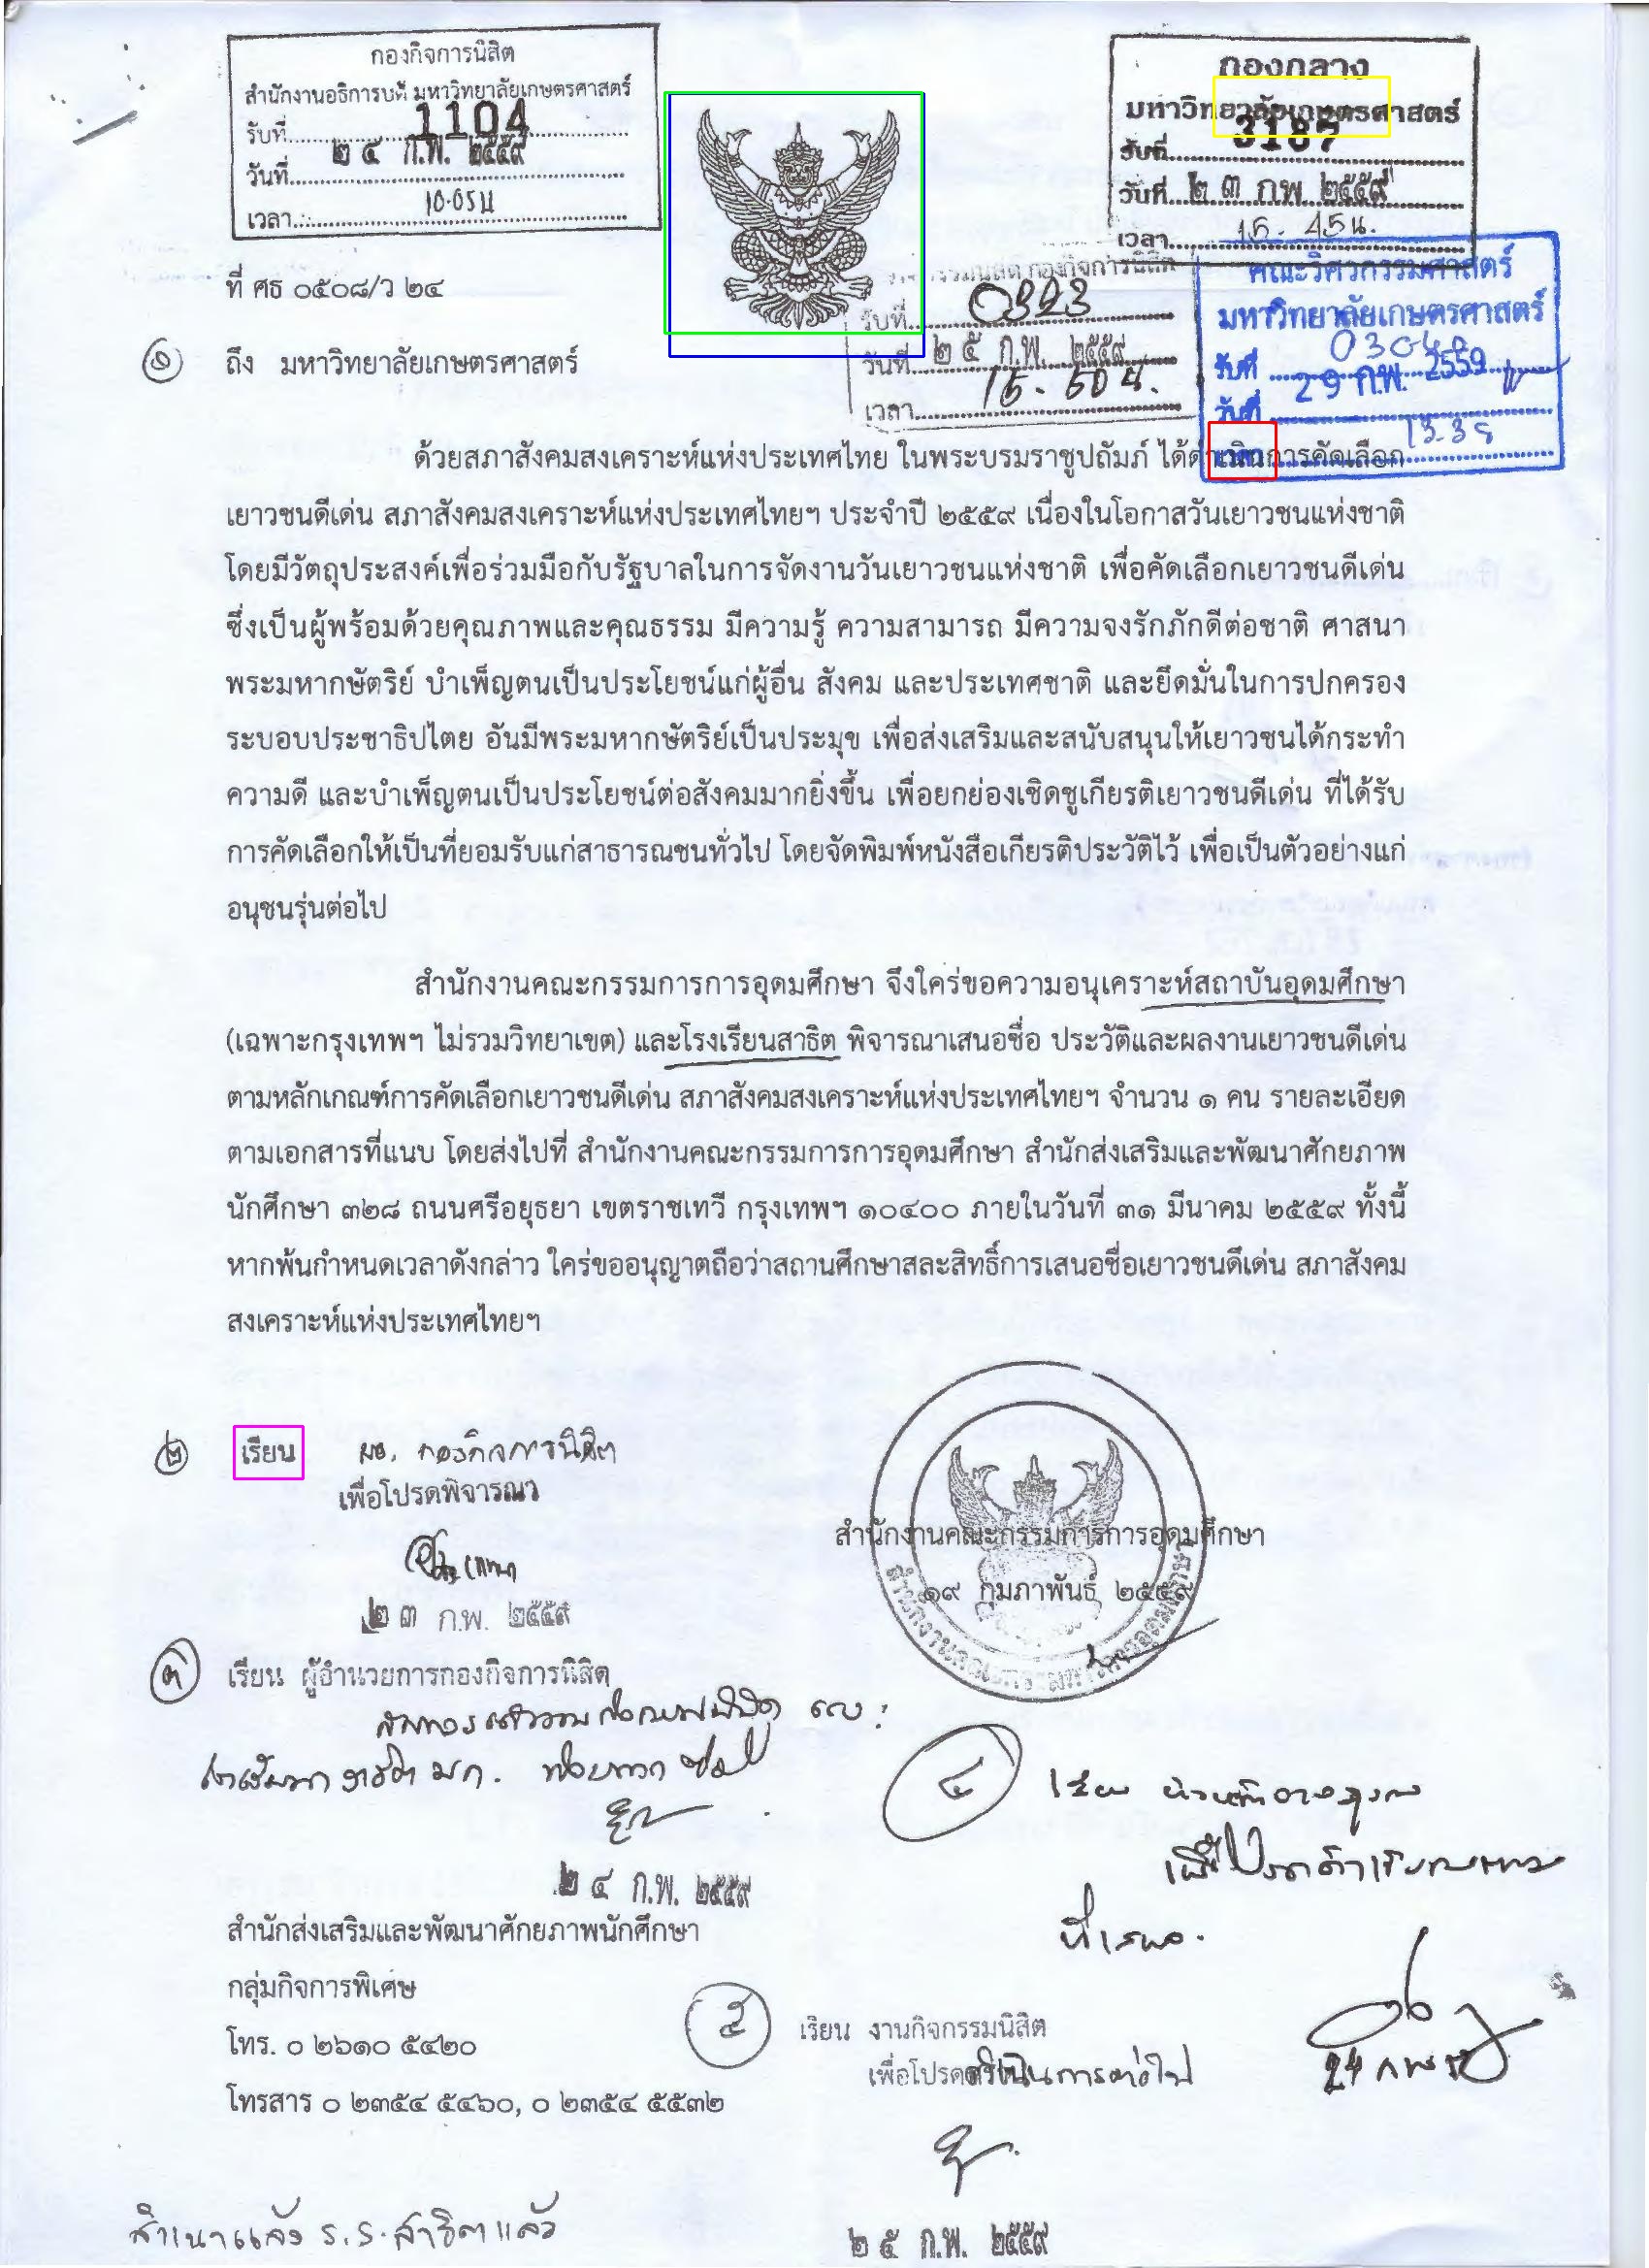 กองกิจการนิสิต
สำนักงานอธิการบดี มหาวิทยาลัยเกษตรศาสตร์
รับที่ 1104
วันที่ ๒๔ ก.พ. ๒๕๕๙
เวลา 10.05น
กองกลาง
มหาวิทยาลัยเกษตรศาสตร์
รับที่ 3187
วันที่ ๒๓ กพ ๒๕๕๙
เวลา 15.45น.
กองกิจการนิสิต
รับที่ 0323
วันที่ ๒๕ ก.พ. ๒๕๕๙
เวลา
คณะวิศวกรรมศาสตร์
มหาวิทยาลัยเกษตรศาสตร์
รับที่
วันที่ 29 ก.พ. 2559
ที่ ศธ ๐๕๐๘/ว ๒๔
๑ ถึง มหาวิทยาลัยเกษตรศาสตร์
ด้วยสภาสังคมสงเคราะห์แห่งประเทศไทย ในพระบรมราชูปถัมภ์ ได้ดำเนินการคัดเลือก
เยาวชนดีเด่น สภาสังคมสงเคราะห์แห่งประเทศไทยฯ ประจำปี ๒๕๕๙ เนื่องในโอกาสวันเยาวชนแห่งชาติ
โดยมีวัตถุประสงค์เพื่อร่วมมือกับรัฐบาลในการจัดงานวันเยาวชนแห่งชาติ เพื่อคัดเลือกเยาวชนดีเด่น
ซึ่งเป็นผู้พร้อมด้วยคุณภาพและคุณธรรม มีความรู้ ความสามารถ มีความจงรักภักดีต่อชาติ ศาสนา
พระมหากษัตริย์ บำเพ็ญตนเป็นประโยชน์แก่ผู้อื่น สังคม และประเทศชาติ และยึดมั่นในการปกครอง
ระบอบประชาธิปไตย อันมีพระมหากษัตริย์เป็นประมุข เพื่อส่งเสริมและสนับสนุนให้เยาวชนได้กระทำ
ความดี และบำเพ็ญตนเป็นประโยชน์ต่อสังคมมากยิ่งขึ้น เพื่อยกย่องเชิดชูเกียรติเยาวชนดีเด่น ที่ได้รับ
การคัดเลือกให้เป็นที่ยอมรับแก่สาธารณชนทั่วไป โดยจัดพิมพ์หนังสือเกียรติประวัติไว้ เพื่อเป็นตัวอย่างแก่
อนุชนรุ่นต่อไป
สำนักงานคณะกรรมการการอุดมศึกษา จึงใคร่ขอความอนุเคราะห์สถาบันอุดมศึกษา
(เฉพาะกรุงเทพฯ ไม่รวมวิทยาเขต) และโรงเรียนสาธิต พิจารณาเสนอชื่อ ประวัติและผลงานเยาวชนดีเด่น
ตามหลักเกณฑ์การคัดเลือกเยาวชนดีเด่น สภาสังคมสงเคราะห์แห่งประเทศไทยฯ จำนวน ๑ คน รายละเอียด
ตามเอกสารที่แนบ โดยส่งไปที่ สำนักงานคณะกรรมการการอุดมศึกษา สำนักส่งเสริมและพัฒนาศักยภาพ
นักศึกษา ๓๒๘ ถนนศรีอยุธยา เขตราชเทวี กรุงเทพฯ ๑๐๔๐๐ ภายในวันที่ ๓๑ มีนาคม ๒๕๕๙ ทั้งนี้
หากพ้นกำหนดเวลาดังกล่าว ใคร่ขออนุญาตถือว่าสถานศึกษาสละสิทธิ์การเสนอชื่อเยาวชนดีเด่น สภาสังคม
สงเคราะห์แห่งประเทศไทยฯ
๒ เรียน ผอ. กองกิจการนิสิต
เพื่อโปรดพิจารณา
๒๓ ก.พ. ๒๕๕๙
สำนักงานคณะกรรมการการอุดมศึกษา
๑๙ กุมภาพันธ์ ๒๕๕๙
๓ เรียน ผู้อำนวยการกองกิจการนิสิต
๒๔ ก.พ. ๒๕๕๙
๔ เรียน
ที่เสนอ.
สำนักส่งเสริมและพัฒนาศักยภาพนักศึกษา
กลุ่มกิจการพิเศษ
โทร. ๐ ๒๖๑๐ ๕๔๒๐
โทรสาร ๐ ๒๓๕๔ ๕๔๖๐, ๐ ๒๓๕๔ ๕๕๓๒
๕ เรียน งานกิจกรรมนิสิต
เพื่อโปรดดำเนินการต่อไป
๒๕ ก.พ. ๒๕๕๙
สำเนาแจ้ง ร.ร.สาธิตแล้ว